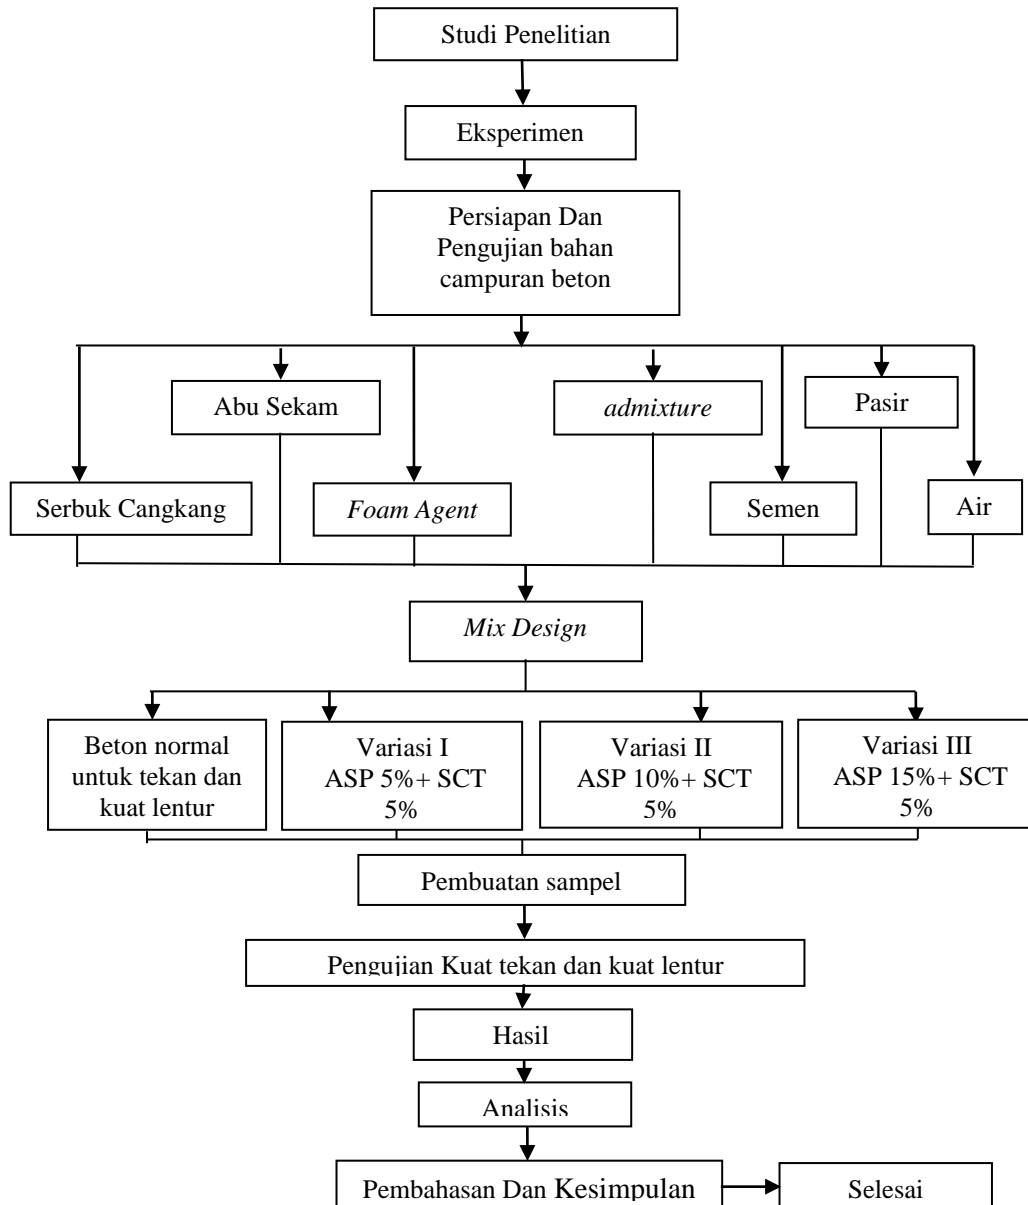 Studi Penelitian
Eksperimen
Persiapan Dan
Pengujian bahan
campuran beton
Abu Sekam
admixture
Pasir
Serbuk Cangkang
Foam Agent
Semen
Air
Mix Design
Beton normal
untuk tekan dan
kuat lentur
Variasi I
ASP 5%+ SCT
5%
Variasi II
ASP 10%+ SCT
5%
Variasi III
ASP 15%+ SCT
5%
Pembuatan sampel
Pengujian Kuat tekan dan kuat lentur
Hasil
Analisis
Pembahasan Dan Kesimpulan
Selesai